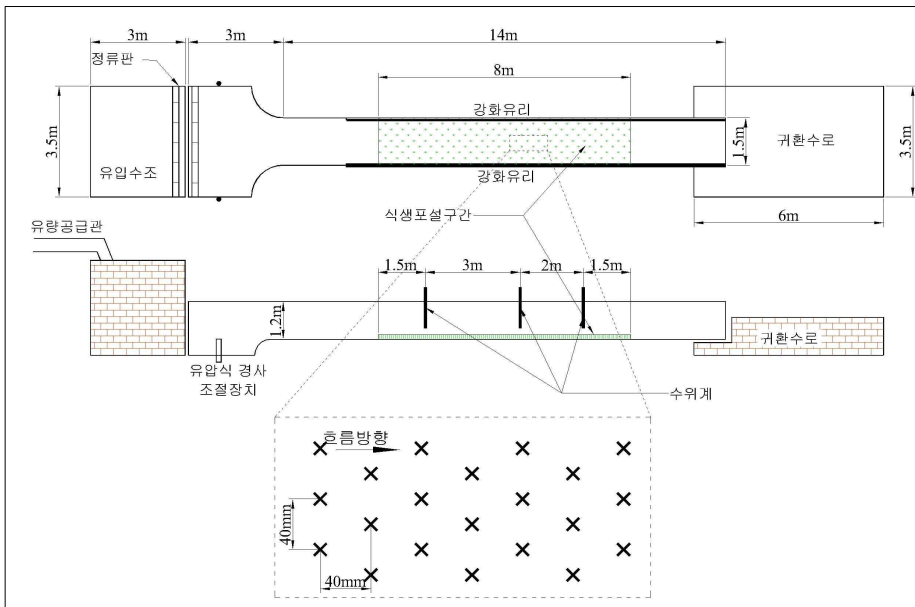 3m
3m
14m
정류판
8m
강화유리
3.5m
유입수조
1.5m
귀환수로
3.5m
강화유리
식생포설구간
6m
유량공급관
1.5m
3m
2m
1.5m
1.2m
귀환수로
유압식 경사
조절장치
수위계
흐름방향
40mm
40mm